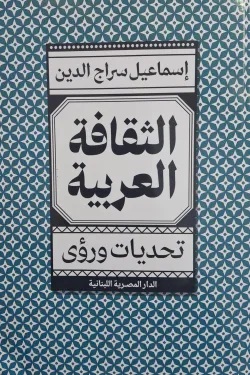 إسماعيل سراج الدين
الثقافة
العربية
تحديات ورؤى
الدار المصرية اللبنانية